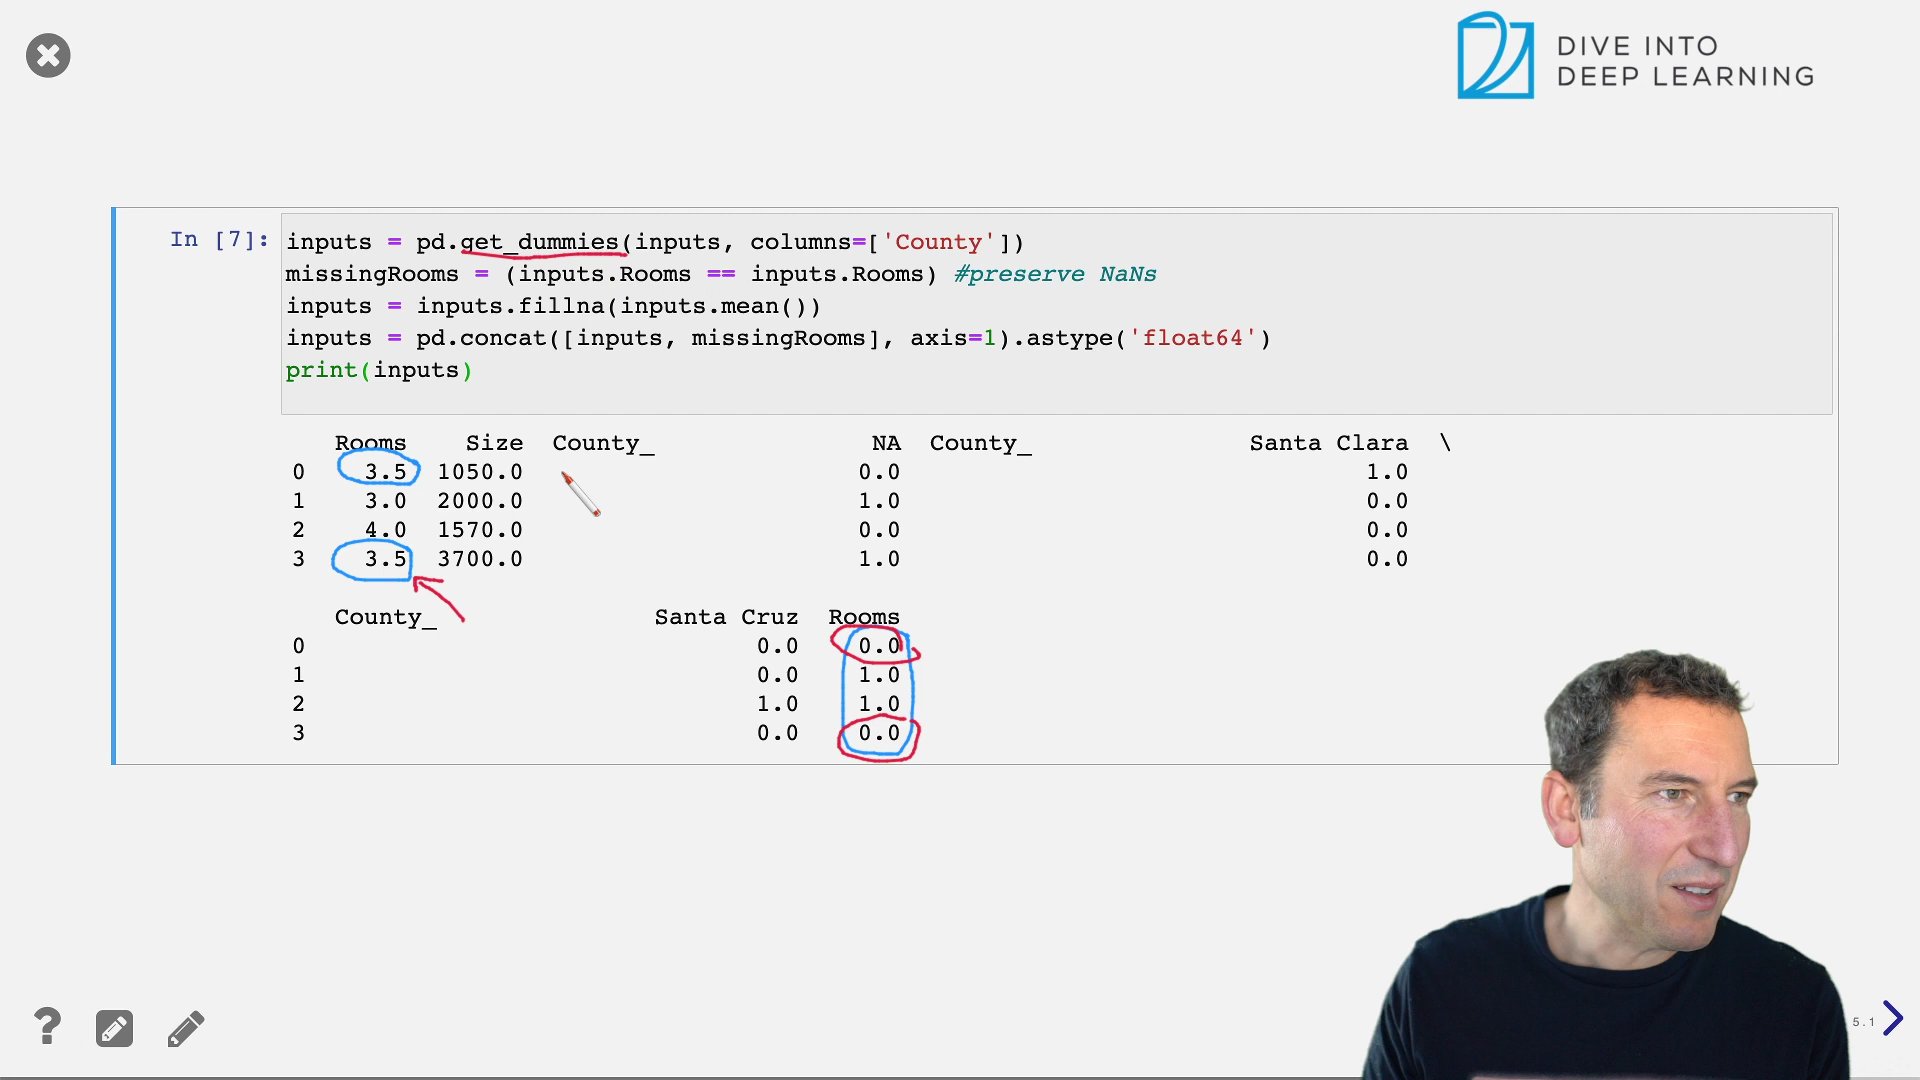 DIVE INTO
DEEP LEARNING
In [7]: inputs = pd.get_dummies(inputs, columns=['County'])
missingRooms = (inputs.Rooms == inputs.Rooms) #preserve NaNs
inputs = inputs.fillna(inputs.mean())
inputs = pd.concat([inputs, missingRooms], axis=1).astype('float64')
print(inputs)
Rooms Size County_ NA County_ Santa Clara \
0 3.5 1050.0 0.0 1.0
1 3.0 2000.0 1.0 0.0
2 4.0 1570.0 0.0 0.0
3 3.5 3700.0 1.0 0.0
County_ Santa Cruz Rooms
0 0.0 0.0
1 0.0 1.0
2 1.0 1.0
3 0.0 0.0
?
5.1